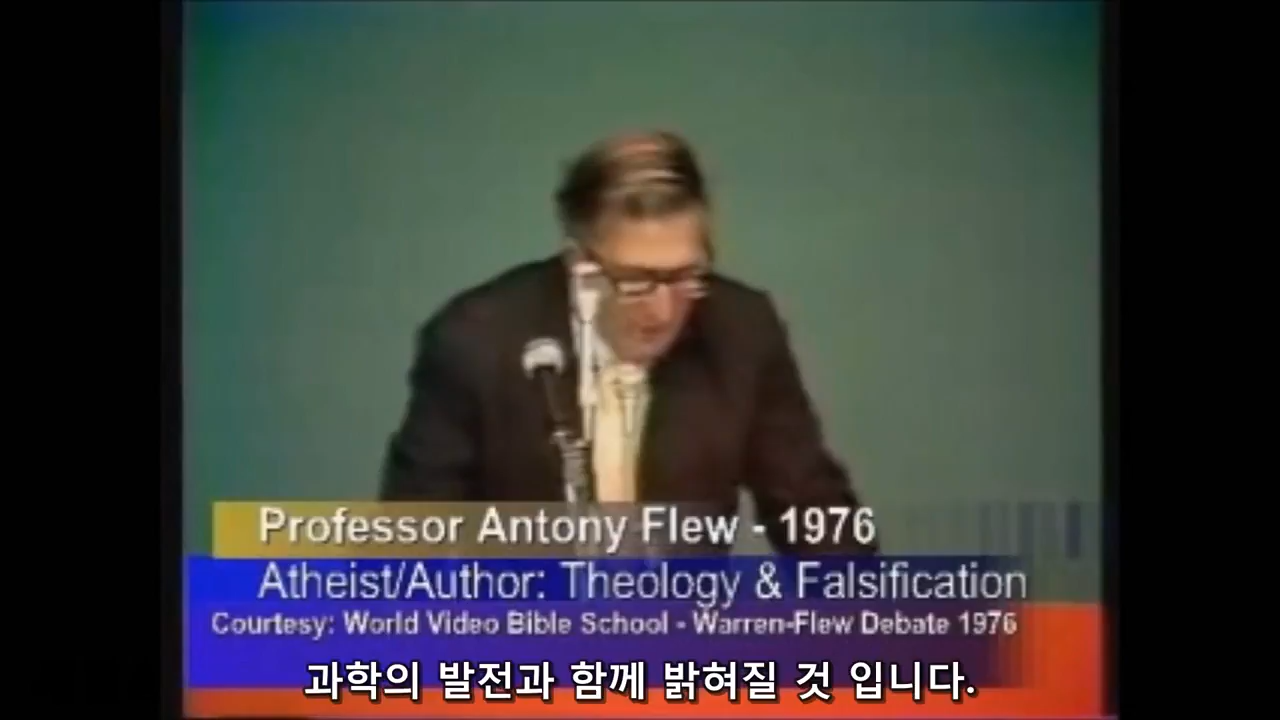 Professor Antony Flew - 1976
Atheist/Author: Theology & Falsification
Courtesy: World Video Bible School - Warren-Flew Debate 1976
과학의 발전과 함께 밝혀질 것 입니다.